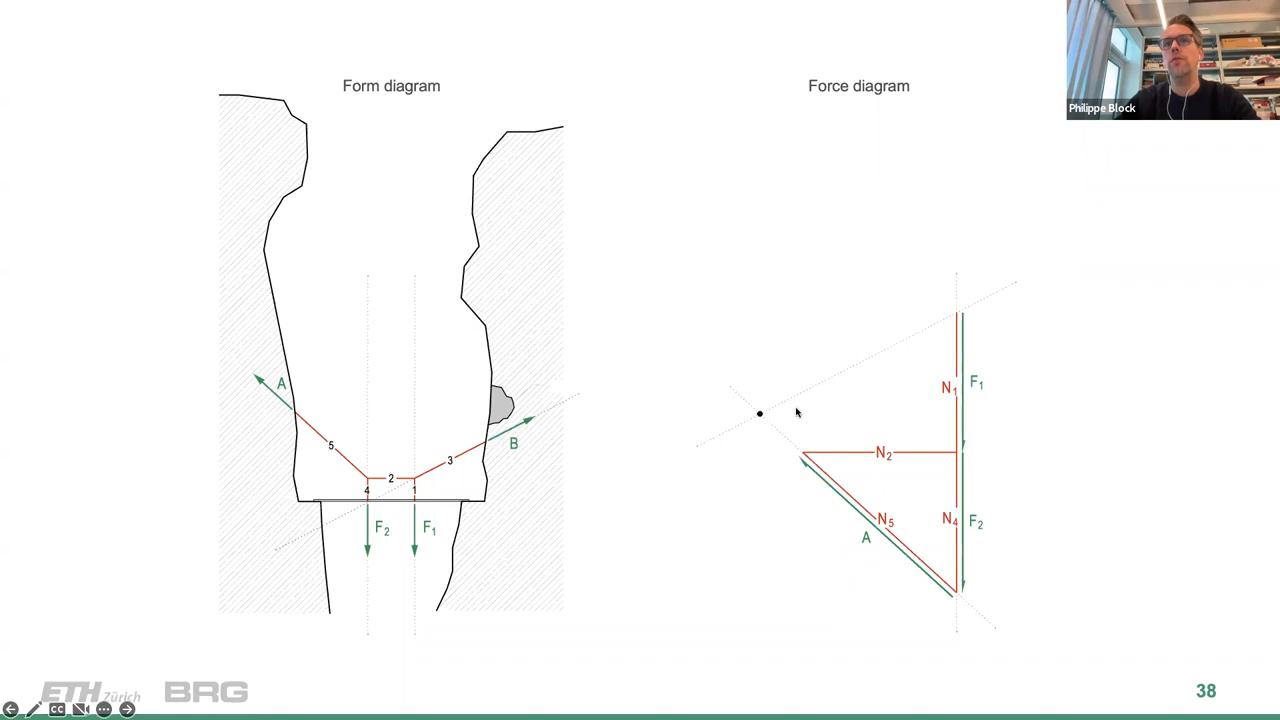 Form diagram
Force diagram
Philippe Block
A
5
2
3
B
4
1
F2
F1
N1
F1
N2
N5
N4
F2
A
ETH Zürich
BRG
CC
38